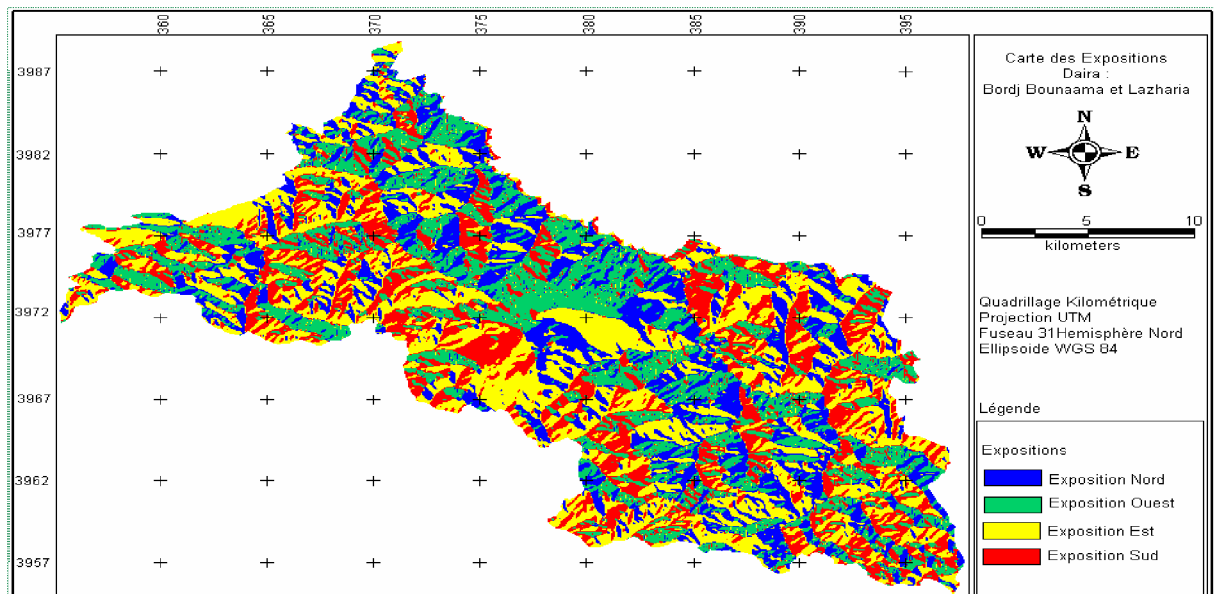 360 365 370 375 380 385 390 395
3987
3982
3977
3972
3967
3962
3957
Carte des Expositions
Daira :
Bordj Bounaama et Lazharia
N
W E
S
0 5 10
kilometers
Quadrillage Kilométrique
Projection UTM
Fuseau 31Hemisphère Nord
Ellipsoide WGS 84
Légende
Expositions
Exposition Nord
Exposition Ouest
Exposition Est
Exposition Sud